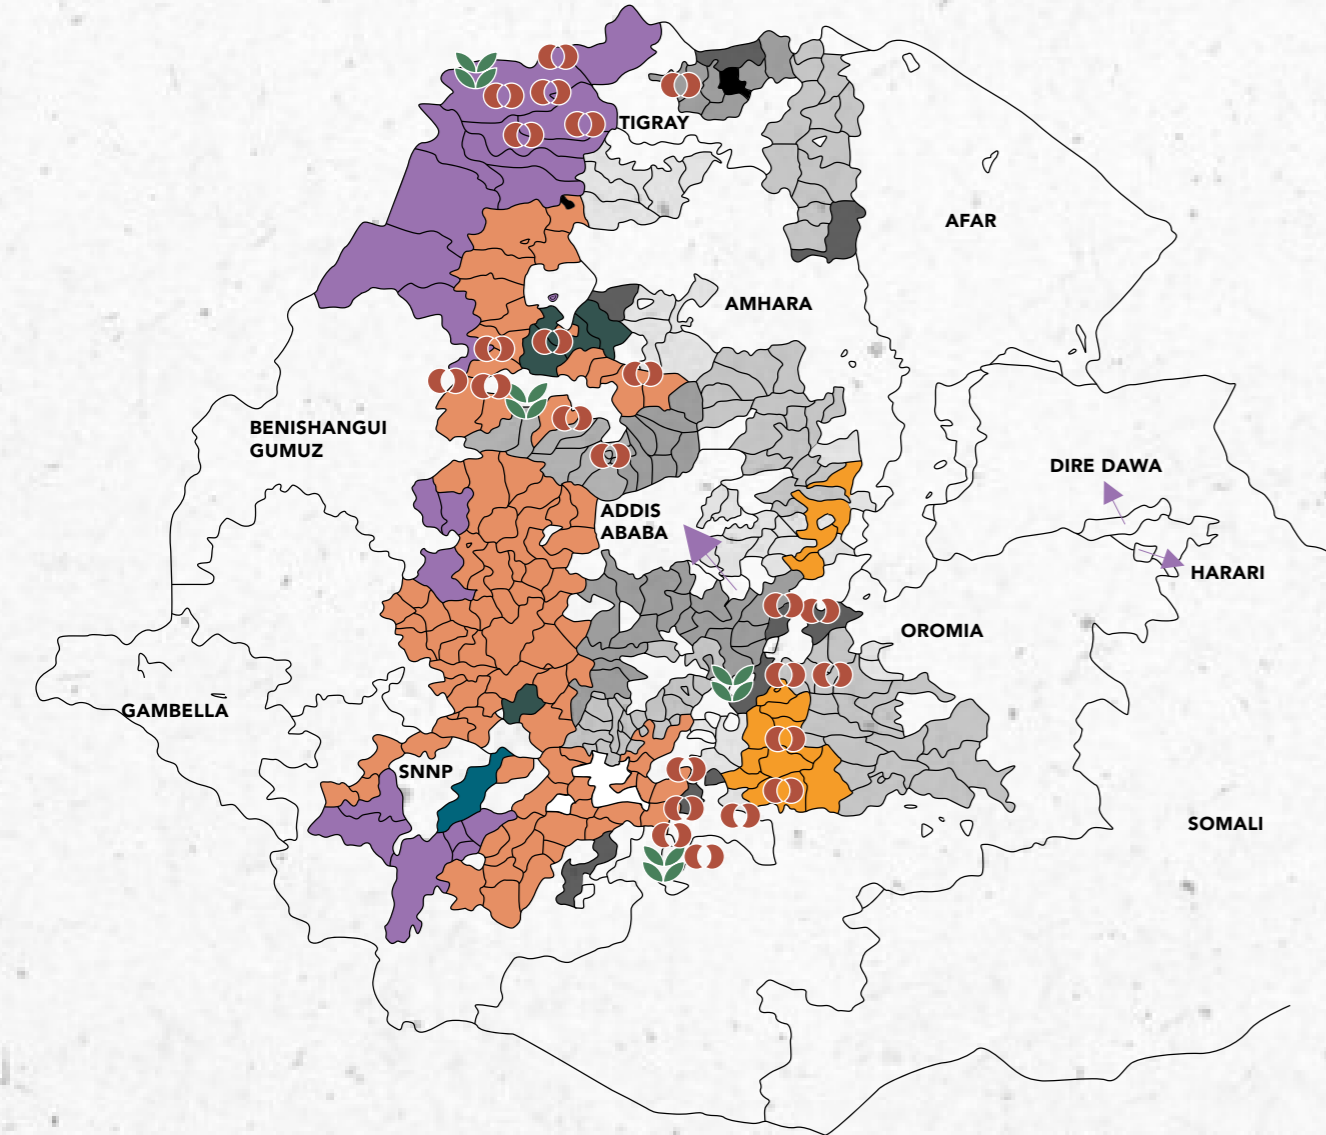 TIGRAY
AFAR
AMHARA
BENISHANGUI
GUMUZ
DIRE DAWA
ADDIS
ABABA
HARARI
OROMIA
GAMBELLA
SNNP
SOMALI